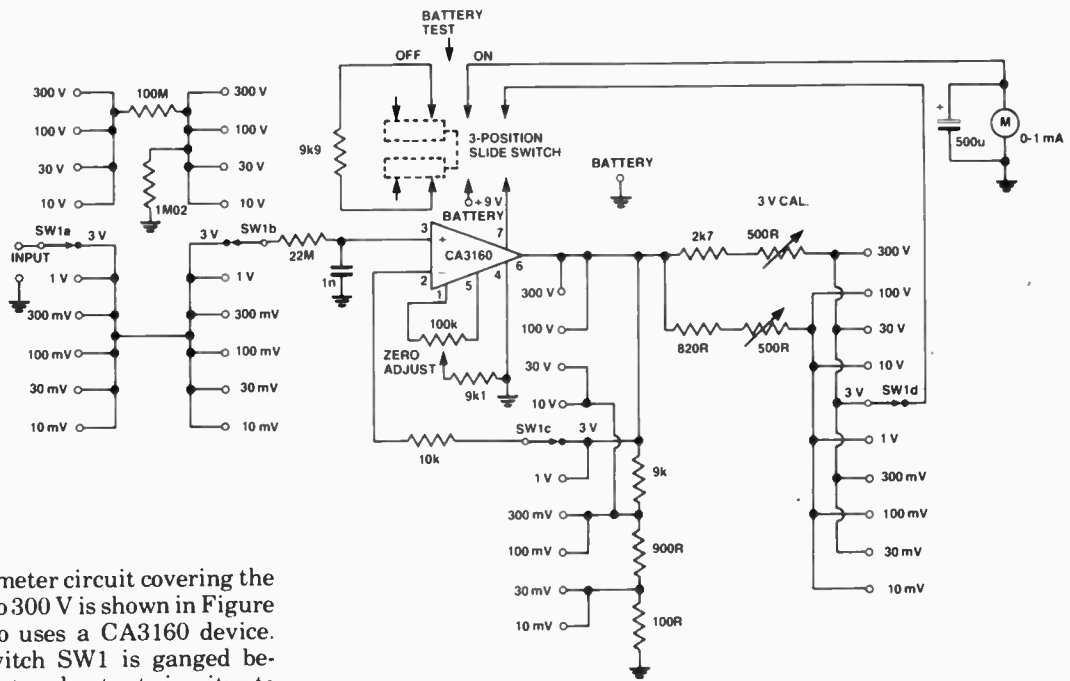 BATTERY
TEST
OFF
ON
300 V
100M
300 V
100 V
100 V
30 V
30 V
10 V
1M02
10 V
9k9
3-POSITION
SLIDE SWITCH
+9 V
BATTERY
BATTERY
+
500u
M
0-1 mA
SW1a
3 V
3 V
SW1b
INPUT
22M
1n
3
+
CA3160
−
2
7
6
4
1
5
100k
ZERO
ADJUST
9k1
1 V
1 V
300 mV
300 mV
100 mV
100 mV
30 mV
30 mV
10 mV
10 mV
3 V CAL.
2k7
500R
820R
500R
300 V
100 V
30 V
10 V
SW1c
3 V
10k
1 V
300 mV
100 mV
30 mV
10 mV
9k
900R
100R
300 V
100 V
30 V
10 V
3 V
SW1d
1 V
300 mV
100 mV
30 mV
10 mV
meter circuit covering the
o 300 V is shown in Figure
o uses a CA3160 device.
vitch SW1 is ganged be-